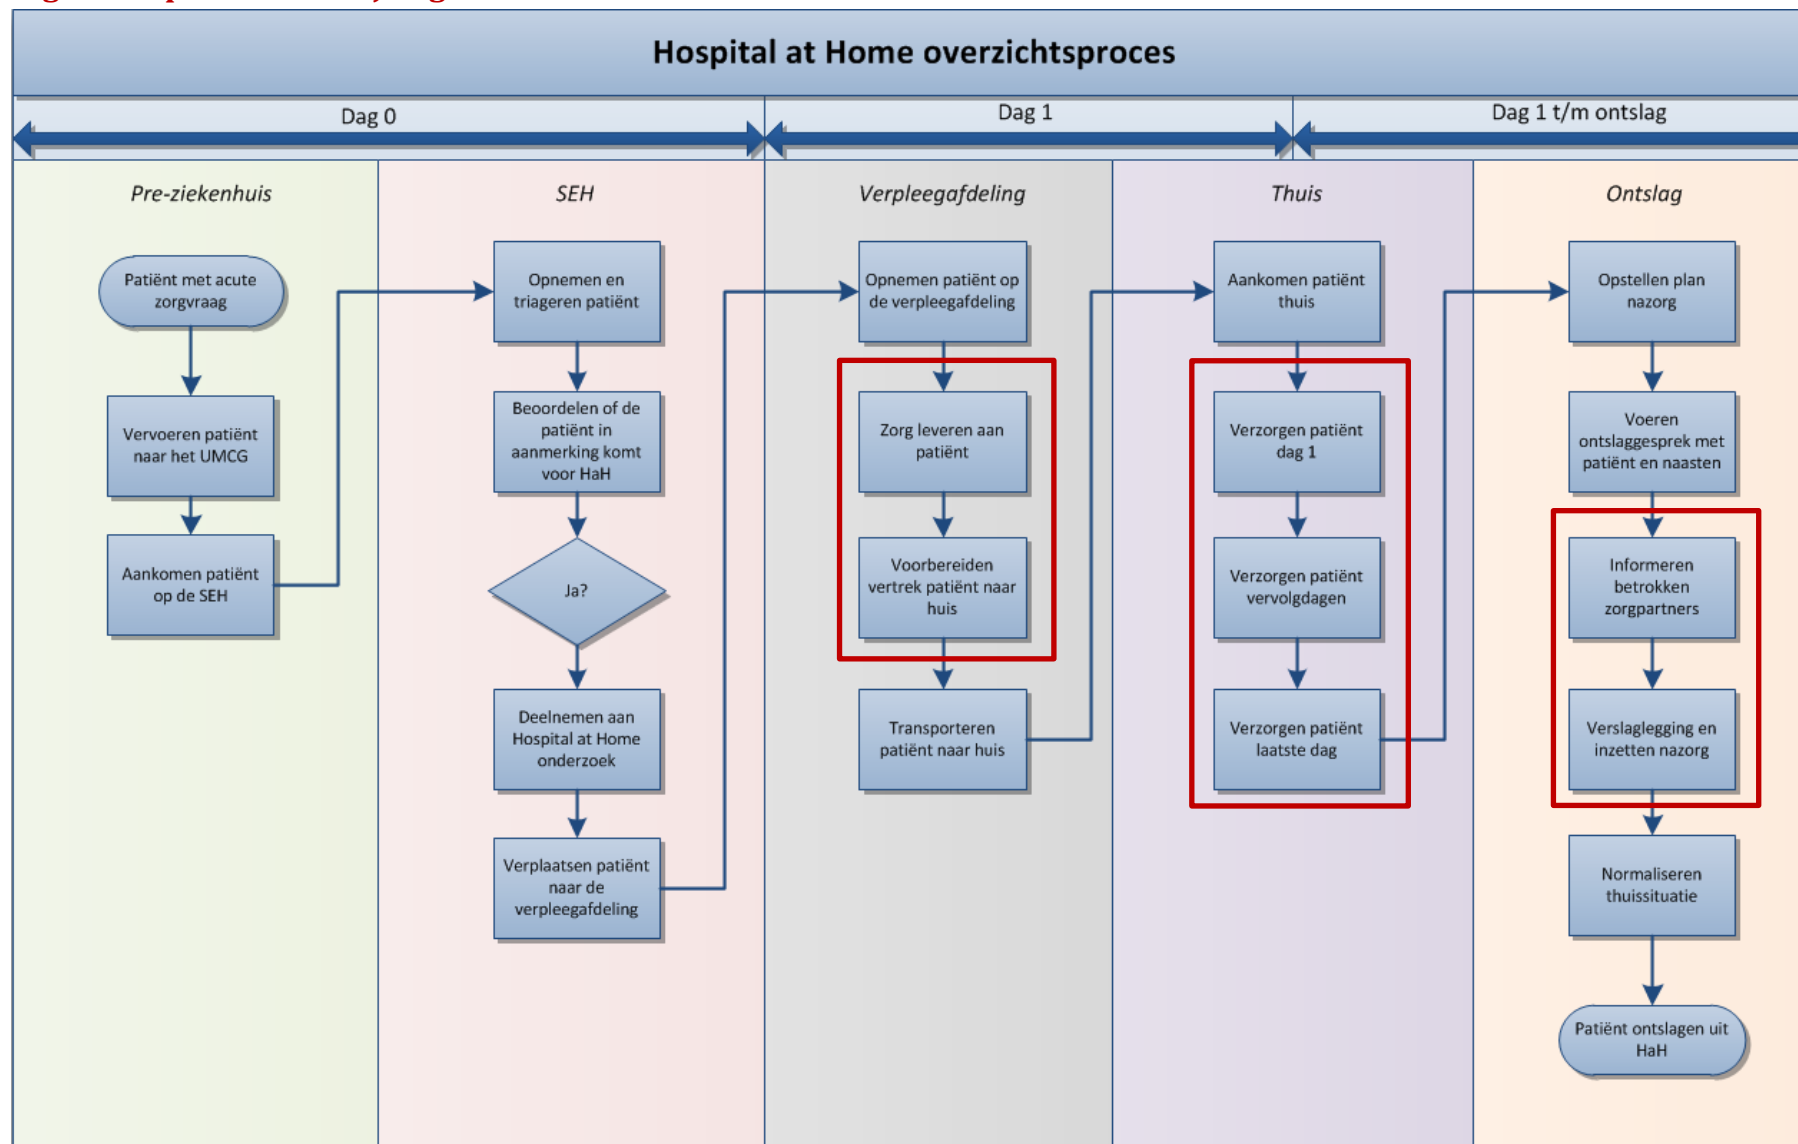 Hospital at Home overzichtsproces
Dag 0
Dag 1
Dag 1 t/m ontslag
Pre-ziekenhuis
SEH
Verpleegafdeling
Thuis
Ontslag
Patiënt met acute
zorgvraag
Vervoeren patiënt
naar het UMCG
Aankomen patiënt
op de SEH
Opnemen en
triageren patiënt
Beoordelen of de
patiënt in
aanmerking komt
voor HaH
Ja?
Deelnemen aan
Hospital at Home
onderzoek
Verplaatsen patiënt
naar de
verpleegafdeling
Opnemen patiënt op
de verpleegafdeling
Zorg leveren aan
patiënt
Voorbereiden
vertrek patiënt naar
huis
Transporteren
patiënt naar huis
Aankomen patiënt
thuis
Verzorgen patiënt
dag 1
Verzorgen patiënt
vervolgdagen
Verzorgen patiënt
laatste dag
Opstellen plan
nazorg
Voeren
ontslaggesprek met
patiënt en naasten
Informeren
betrokken
zorgpartners
Verslaglegging en
inzetten nazorg
Normaliseren
thuissituatie
Patiënt ontslagen uit
HaH